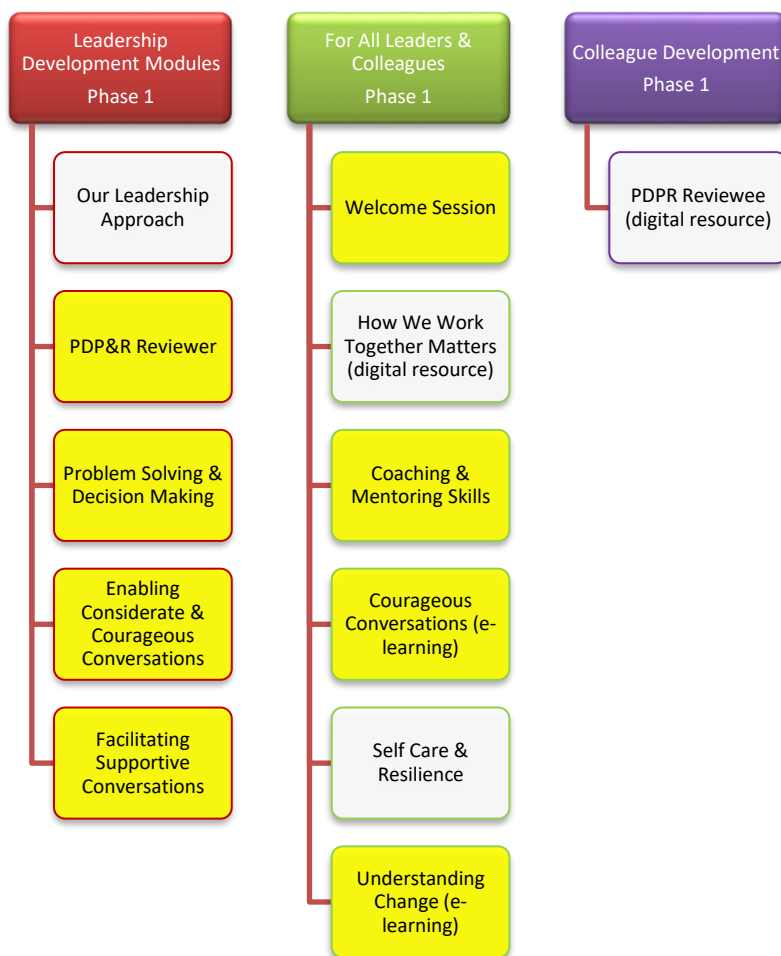 Leadership
Development Modules
Phase 1
Our Leadership
Approach
PDP&R Reviewer
Problem Solving &
Decision Making
Enabling
Considerate &
Courageous
Conversations
Facilitating
Supportive
Conversations
For All Leaders &
Colleagues
Phase 1
Welcome Session
How We Work
Together Matters
(digital resource)
Coaching &
Mentoring Skills
Courageous
Conversations (e-
learning)
Self Care &
Resilience
Understanding
Change (e-
learning)
Colleague Development
Phase 1
PDPR Reviewee
(digital resource)